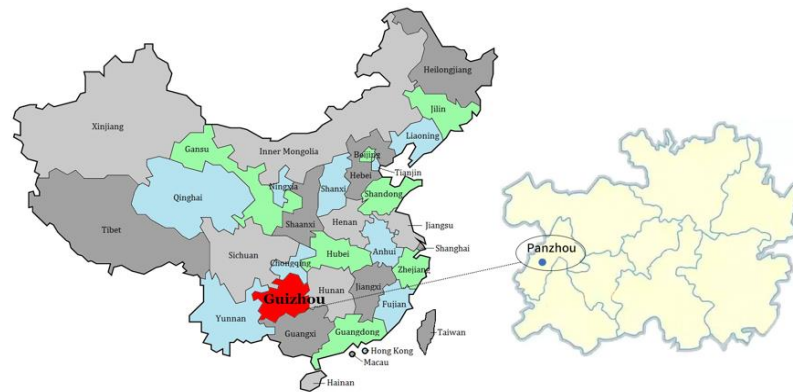 Heilongjiang
Jilin
Xinjiang
Liaoning
Gansu
Inner Mongolia
Beijing
Tianjin
Hebei
Ningxia
Shanxi
Qinghai
Shandong
Shaanxi
Henan
Jiangsu
Tibet
Shanghai
Sichuan
Hubei
Anhui
Chongqing
Zhejiang
Guizhou
Hunan
Jiangxi
Yunnan
Fujian
Guangxi
Guangdong
Taiwan
Hong Kong
Macau
Hainan
Panzhou